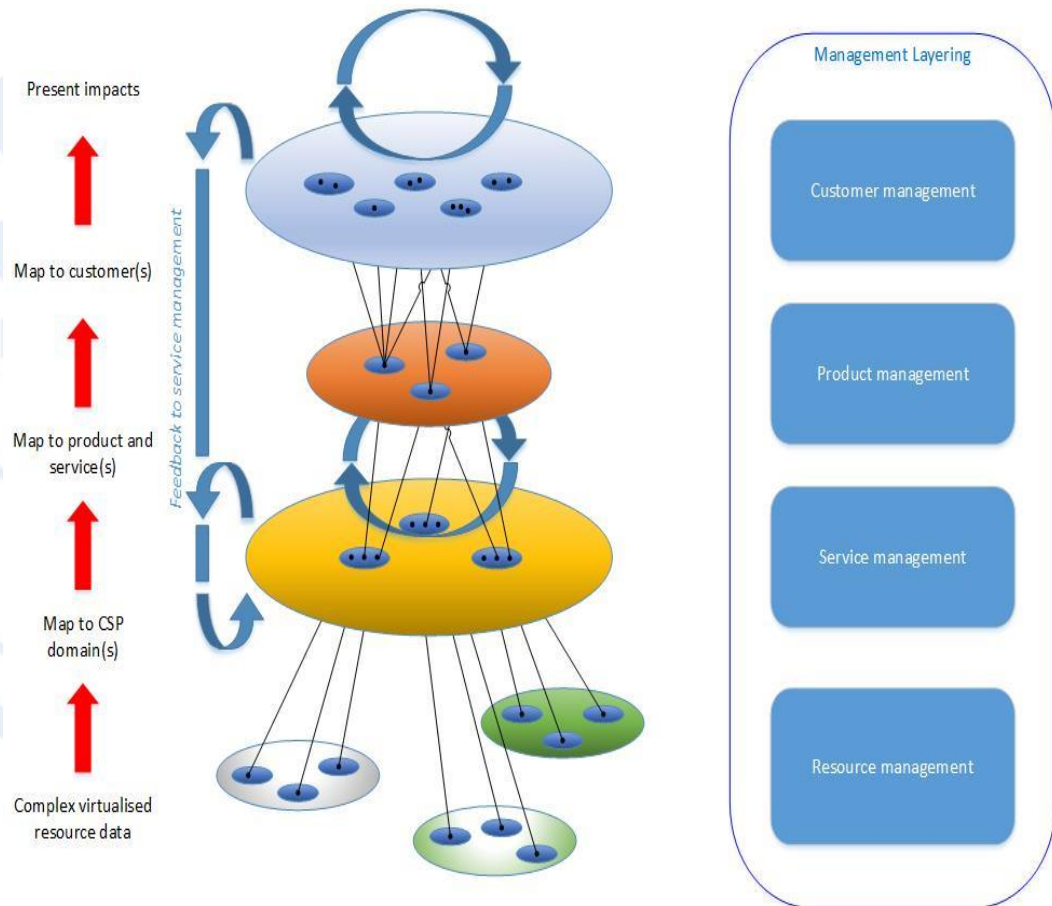 Present impacts
Map to customer(s)
Map to product and
service(s)
Map to CSP
domain(s)
Complex virtualised
resource data
Feedback to service management
Management Layering
Customer management
Product management
Service management
Resource management